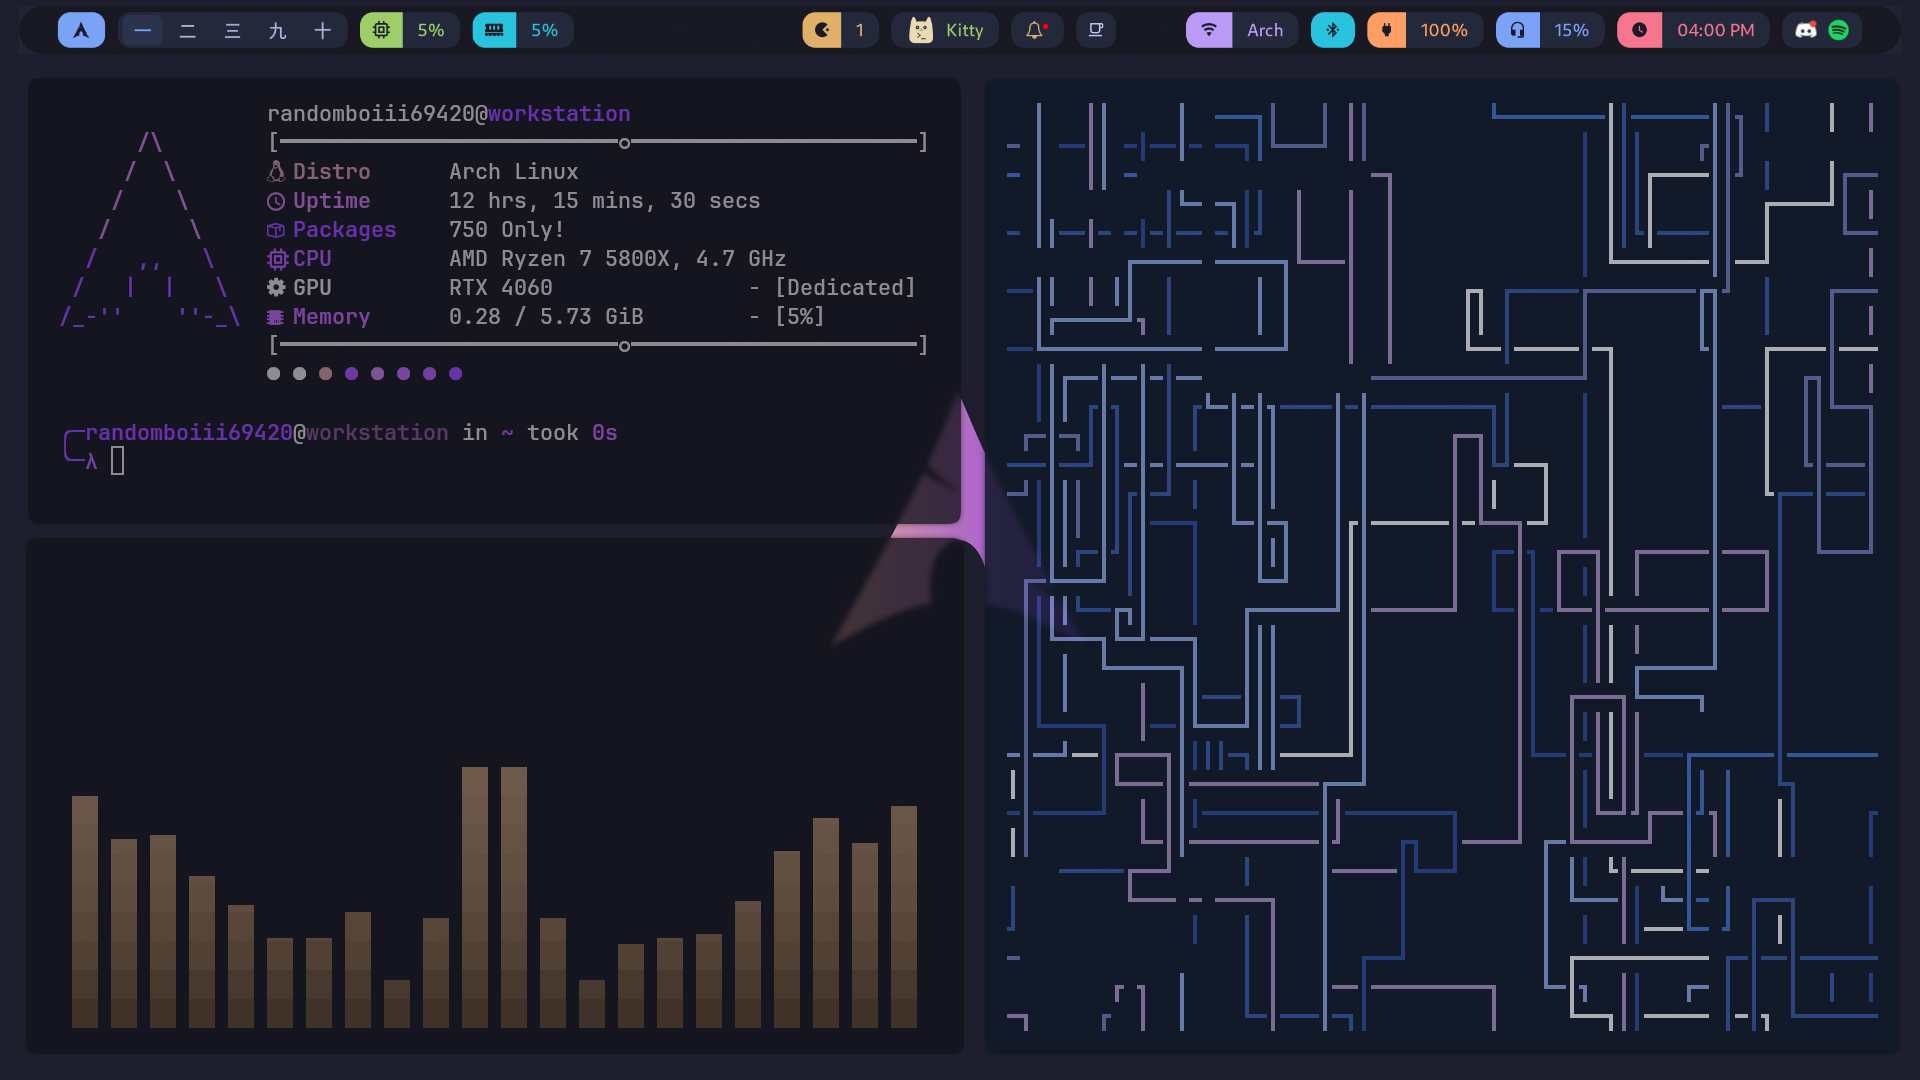 一 二 三 九 十 5% 5% 1 Kitty Arch 100% 15% 04:00 PM
randomboiii69420@workstation
Distro Arch Linux
Uptime 12 hrs, 15 mins, 30 secs
Packages 750 Only!
CPU AMD Ryzen 7 5800X, 4.7 GHz
GPU RTX 4060 - [Dedicated]
Memory 0.28 / 5.73 GiB - [5%]
randomboiii69420@workstation in ~ took 0s
λ